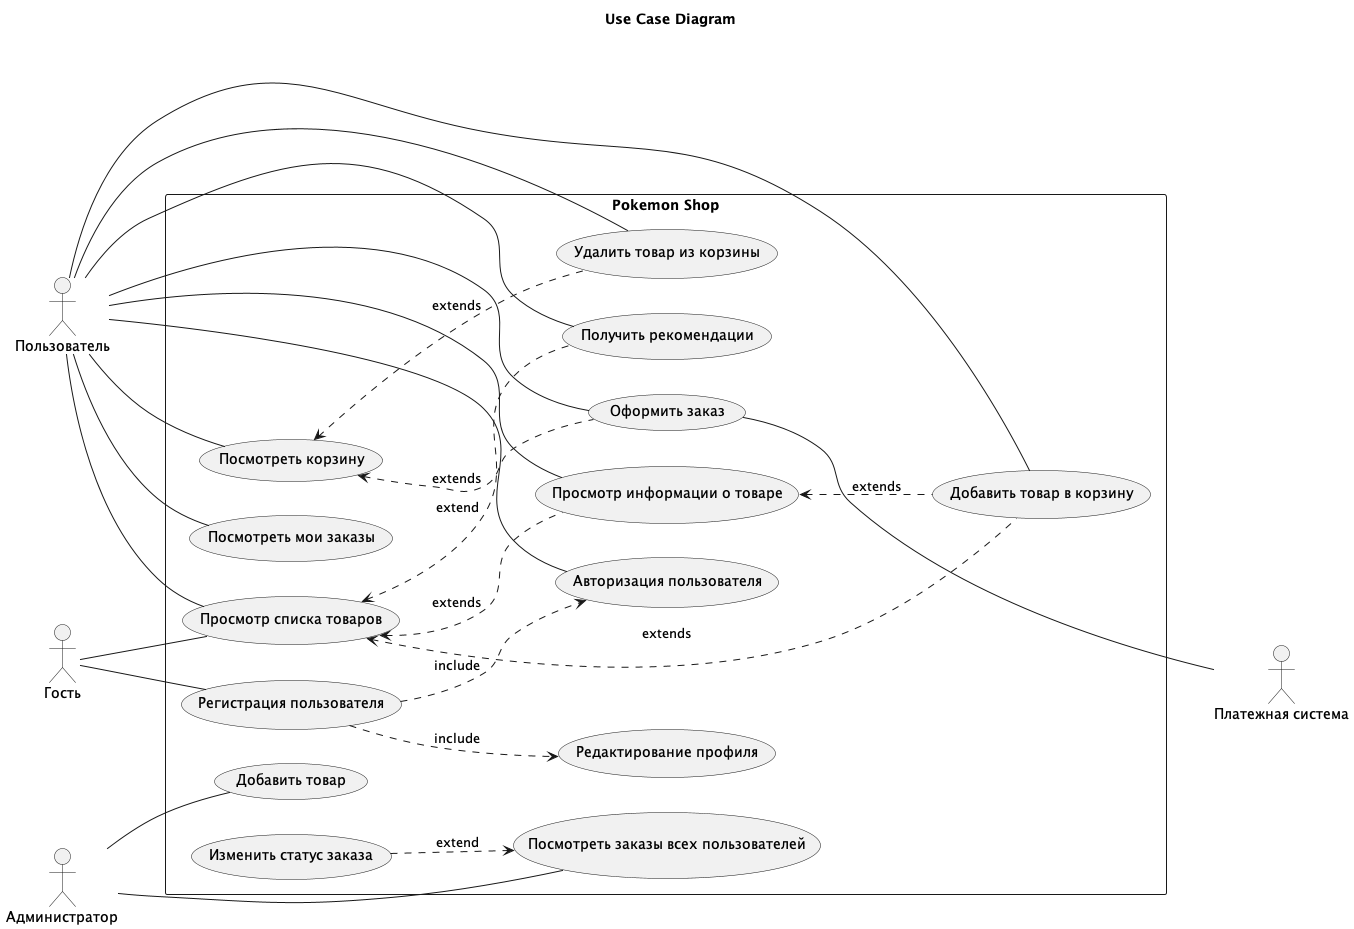 Use Case Diagram
Pokemon Shop
Удалить товар из корзины
extends
Получить рекомендации
Пользователь
Оформить заказ
Посмотреть корзину
extends
Просмотр информации о товаре
extends
Добавить товар в корзину
extend
Посмотреть мои заказы
Авторизация пользователя
extends
Просмотр списка товаров
extends
include
Гость
Регистрация пользователя
Платежная система
include
Редактирование профиля
Добавить товар
extend
Изменить статус заказа
Посмотреть заказы всех пользователей
Администратор